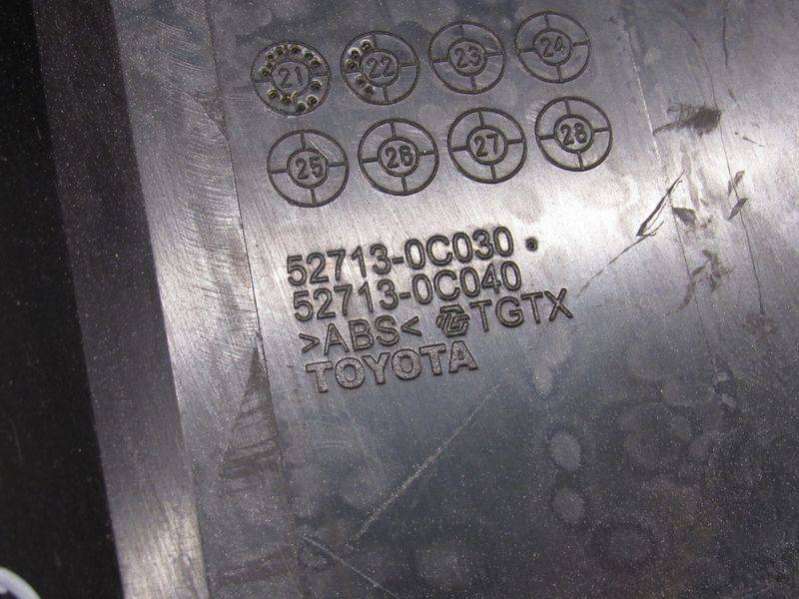 21 22 23 24
25 26 27 28
52713-0C030
52713-0C040
>ABS< TGTX
TOYOTA